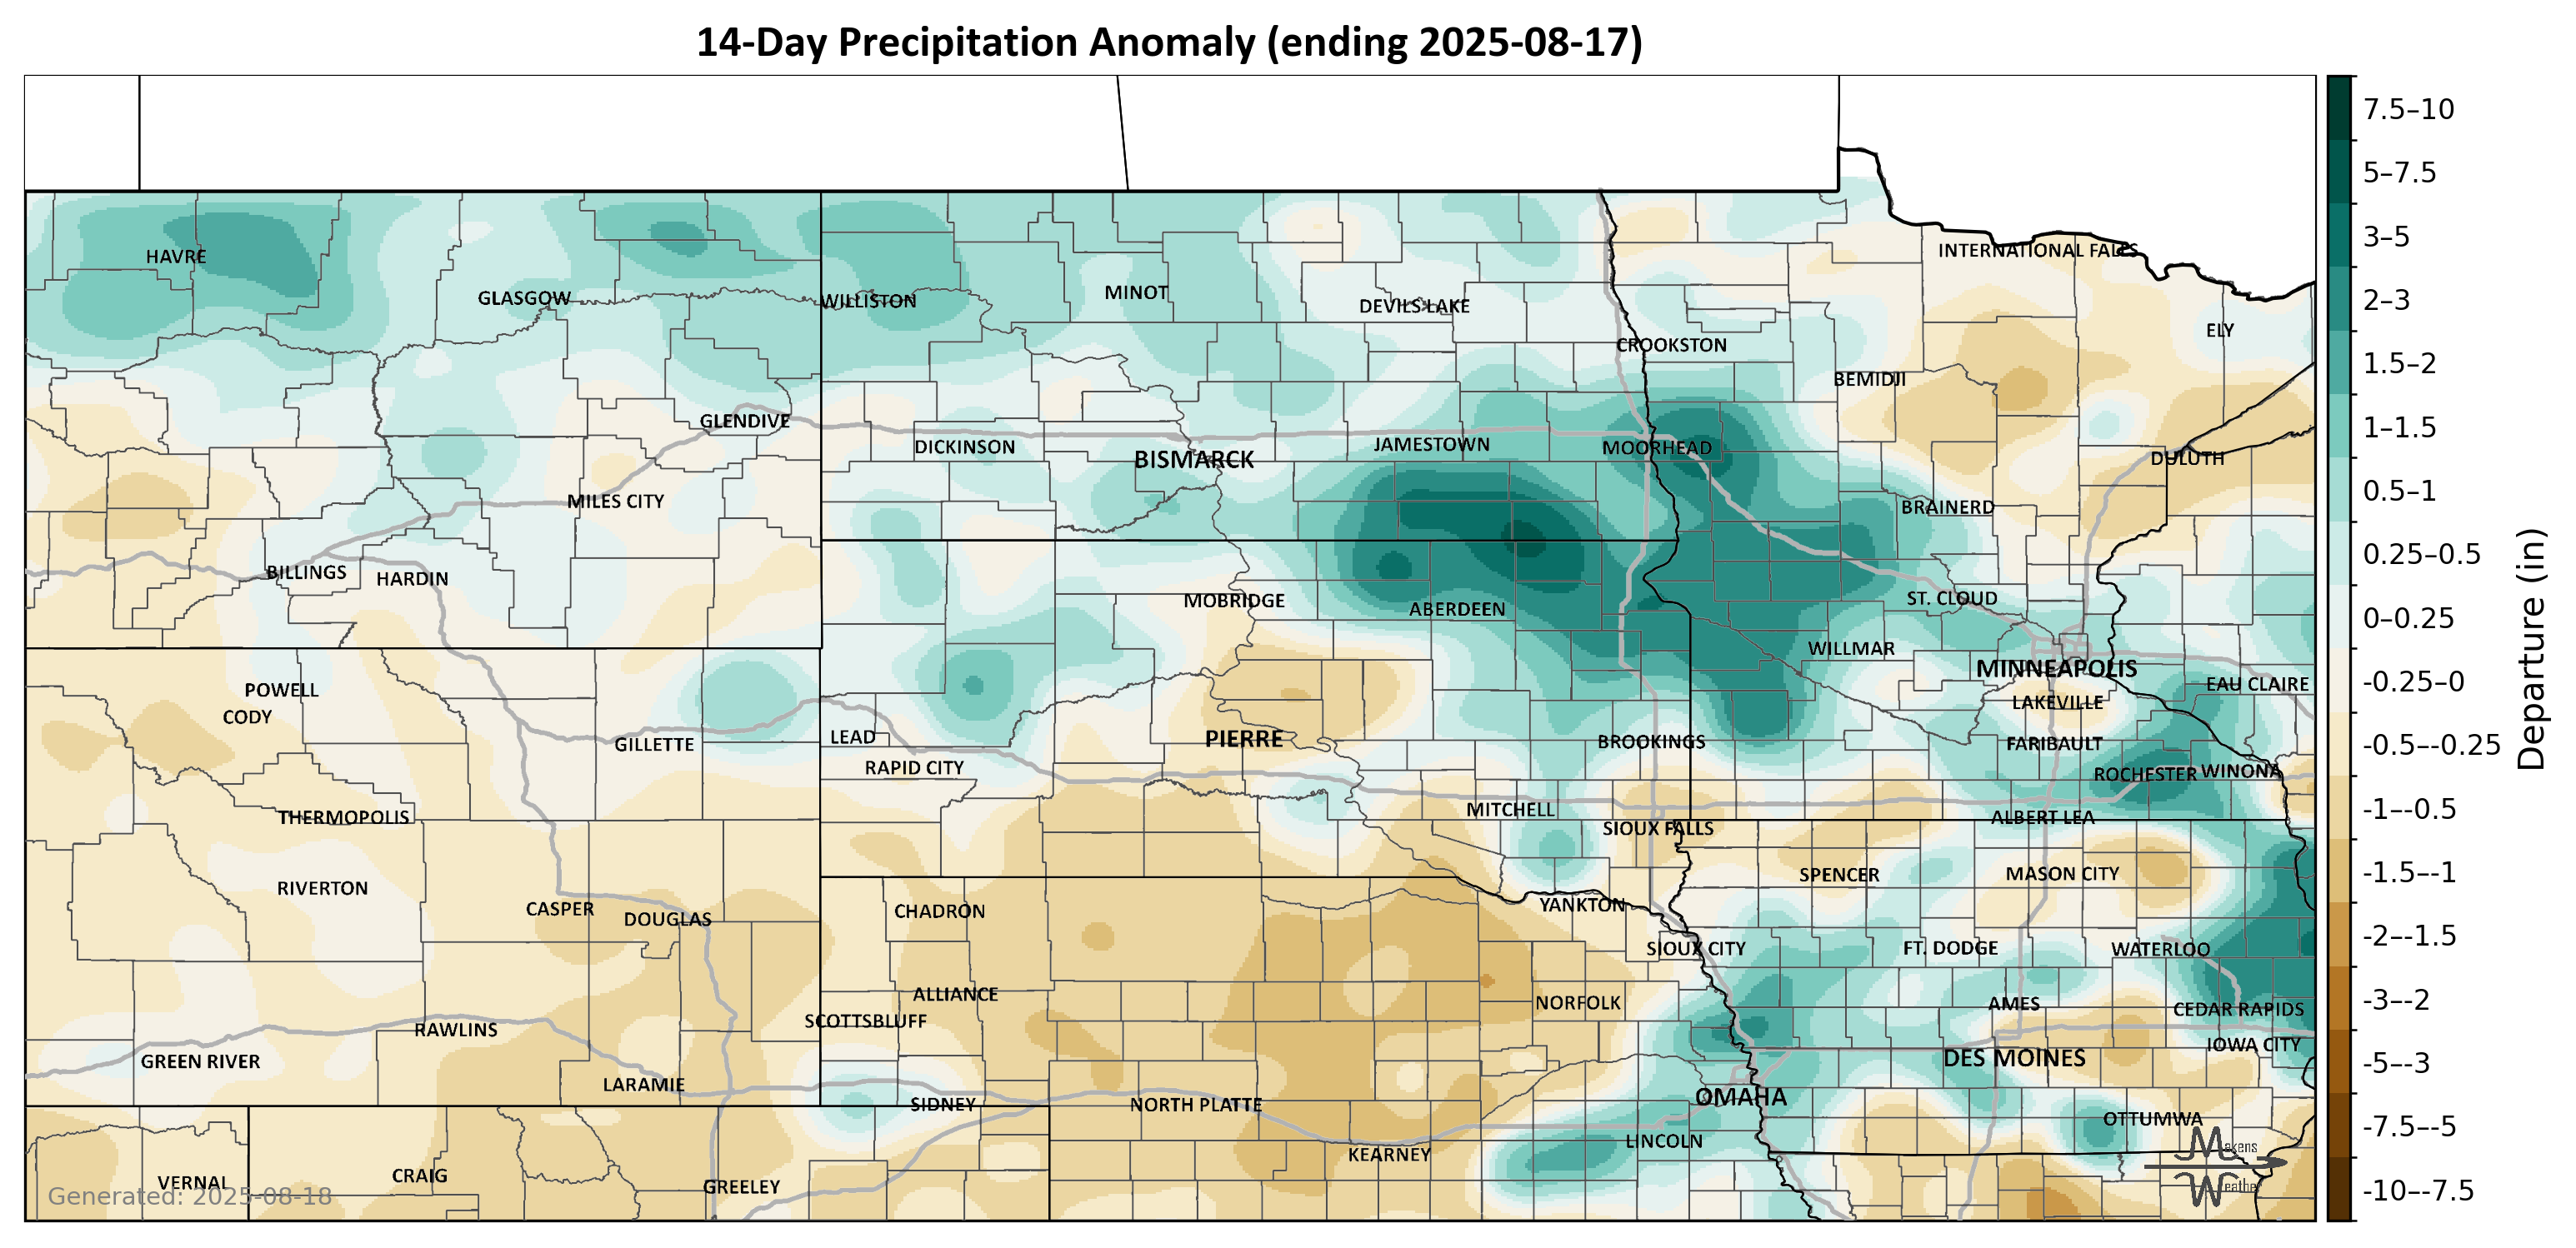 14-Day Precipitation Anomaly (ending 2025-08-17)
7.5–10
5–7.5
3–5
2–3
1.5–2
1–1.5
0.5–1
0.25–0.5
0–0.25
-0.25–0
-0.5–-0.25
-1–-0.5
-1.5–-1
-2–-1.5
-3–-2
-5–-3
-7.5–-5
-10–-7.5
Departure (in)
INTERNATIONAL FALLS
HAVRE
GLASGOW
WILLISTON
MINOT
DEVILS LAKE
ELY
CROOKSTON
BEMIDJI
GLENDIVE
DICKINSON
BISMARCK
JAMESTOWN
MOORHEAD
DULUTH
MILES CITY
BRAINERD
BILLINGS
HARDIN
MOBRIDGE
ABERDEEN
ST. CLOUD
WILLMAR
MINNEAPOLIS
POWELL
EAU CLAIRE
CODY
LAKEVILLE
GILLETTE
LEAD
PIERRE
BROOKINGS
FARIBAULT
RAPID CITY
ROCHESTER
WINONA
THERMOPOLIS
MITCHELL
ALBERT LEA
SIOUX FALLS
RIVERTON
SPENCER
MASON CITY
CASPER
DOUGLAS
CHADRON
YANKTON
SIOUX CITY
FT. DODGE
WATERLOO
ALLIANCE
NORFOLK
AMES
CEDAR RAPIDS
SCOTTSBLUFF
RAWLINS
IOWA CITY
GREEN RIVER
DES MOINES
LARAMIE
SIDNEY
NORTH PLATTE
OMAHA
OTTUMWA
LINCOLN
KEARNEY
VERNAL
CRAIG
GREELEY
Generated: 2025-08-18
Makens
Weather